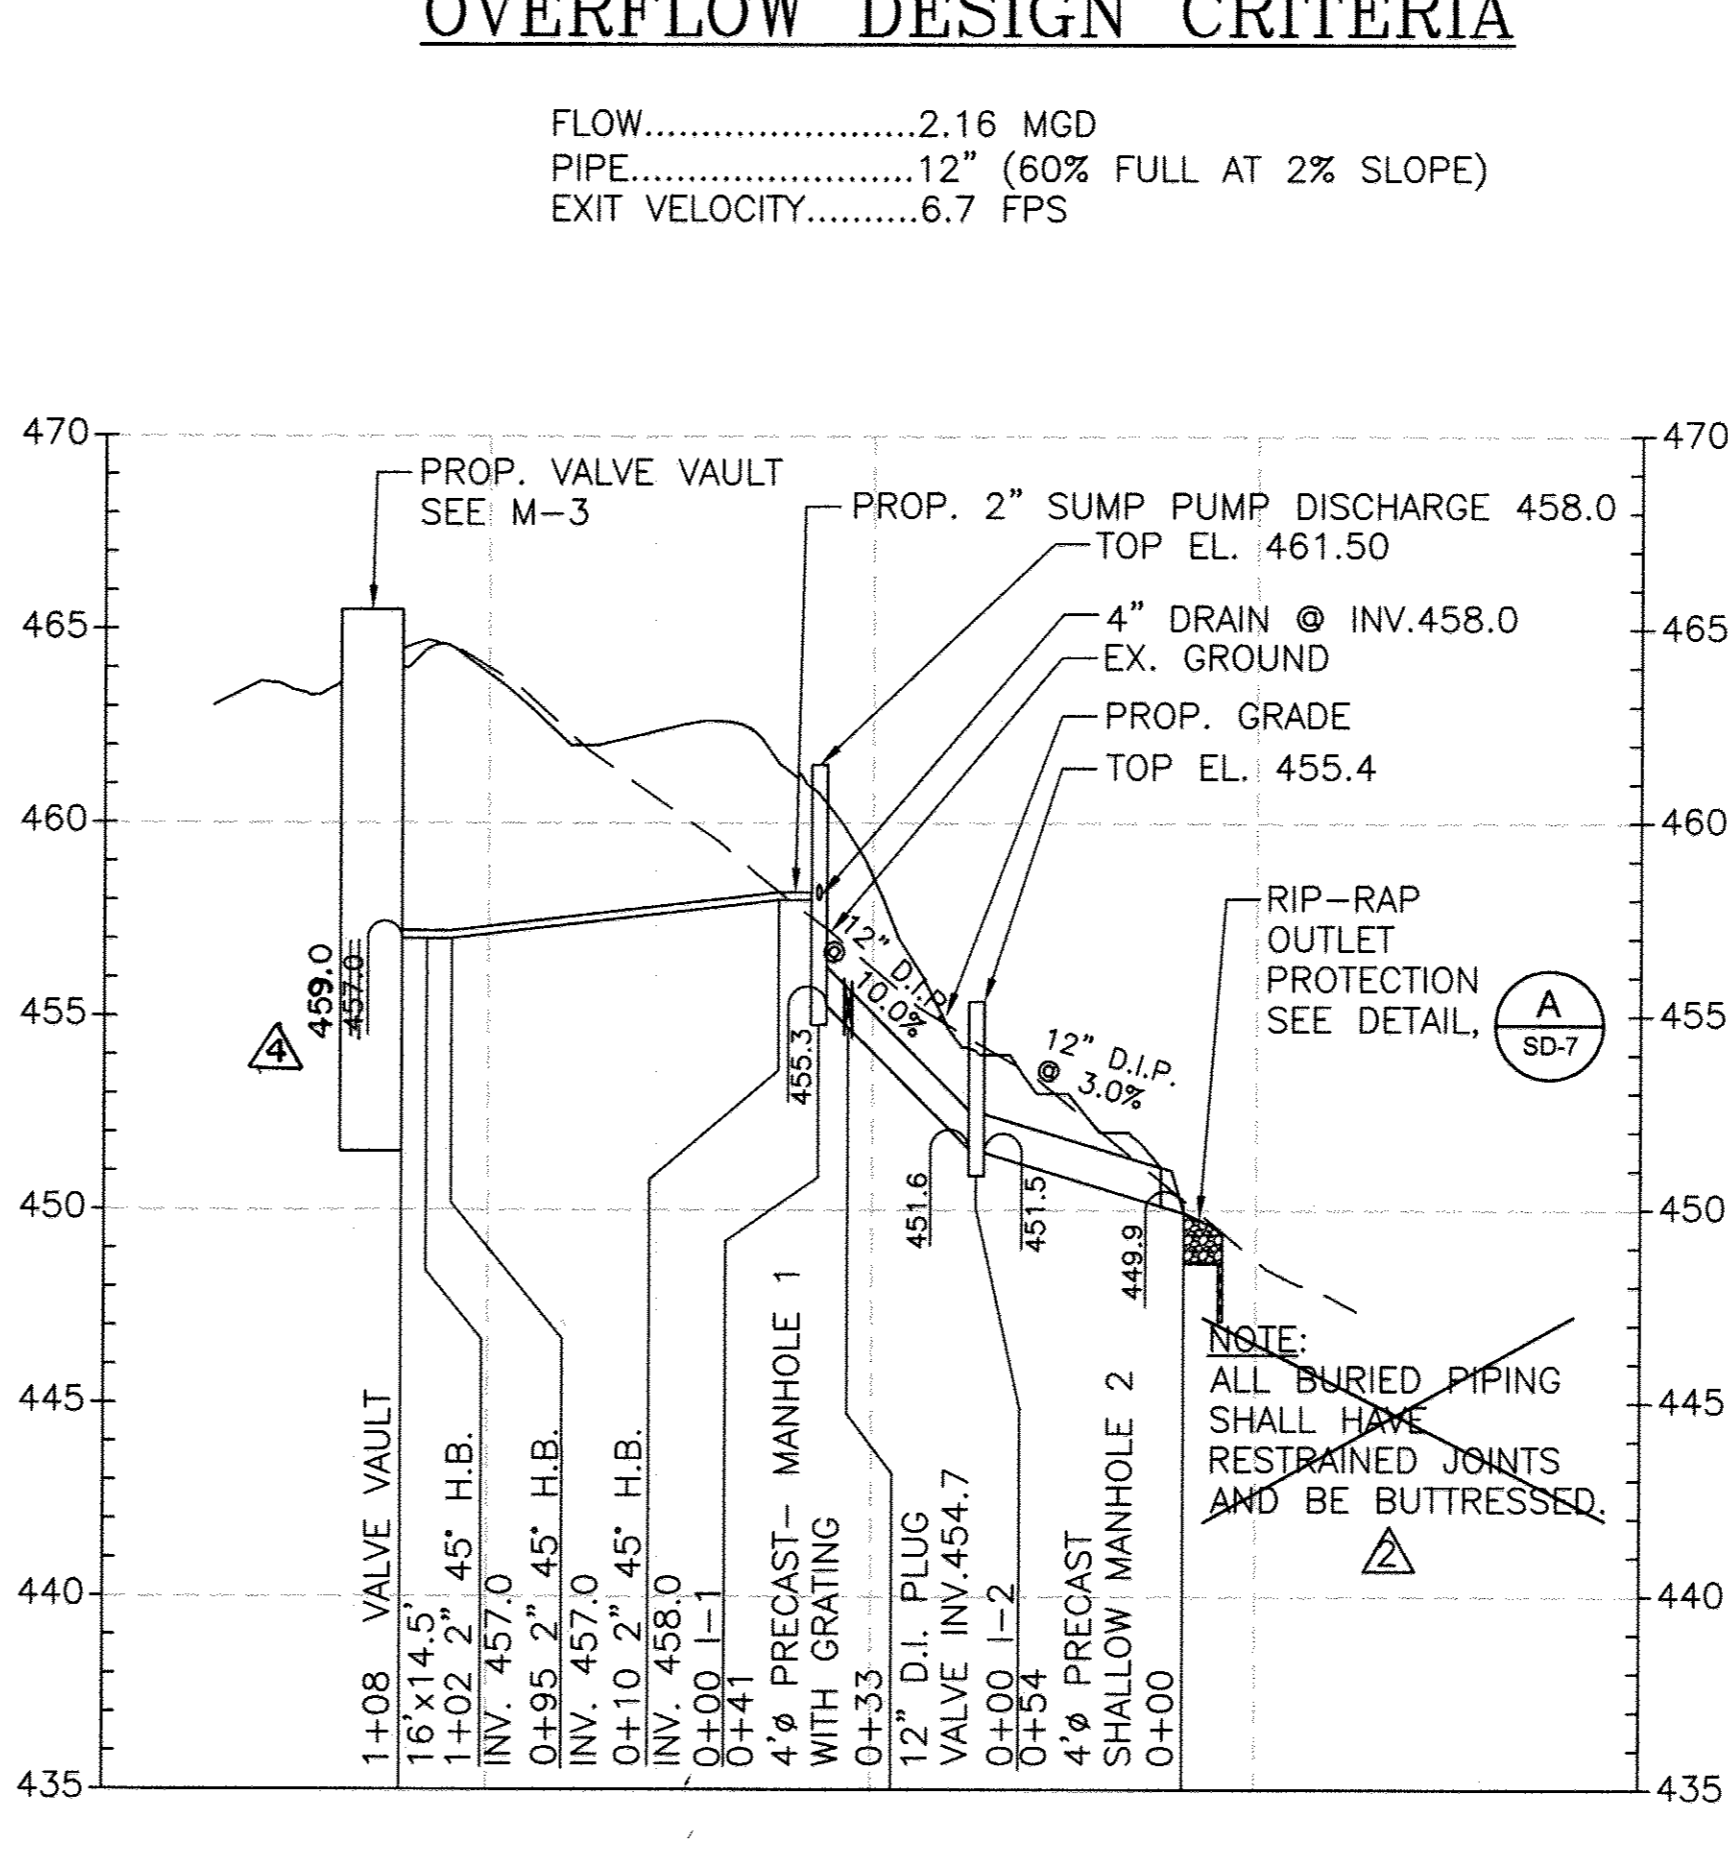 OVERFLOW DESIGN CRITERIA
FLOW........................2.16 MGD
PIPE.........................12" (60% FULL AT 2% SLOPE)
EXIT VELOCITY..........6.7 FPS
470
470
PROP. VALVE VAULT
SEE M-3
PROP. 2" SUMP PUMP DISCHARGE 458.0
TOP EL. 461.50
4" DRAIN @ INV.458.0
EX. GROUND
PROP. GRADE
TOP EL. 455.4
465
465
460
460
RIP-RAP
OUTLET
PROTECTION
SEE DETAIL,
A
SD-7
455
455
459.0
457.0
4
12" D.I.P.
@ 10.0%
12" D.I.P.
@ 3.0%
455.3
451.6
451.5
449.9
450
450
NOTE:
ALL BURIED PIPING
SHALL HAVE
RESTRAINED JOINTS
AND BE BUTTRESSED.
2
445
445
440
440
435
435
1+08 VALVE VAULT
16'x14.5'
1+02 2" 45° H.B.
INV. 457.0
0+95 2" 45° H.B.
INV. 457.0
0+10 2" 45° H.B.
INV. 458.0
0+00 I-1
0+41
4'ø PRECAST- MANHOLE 1
WITH GRATING
0+33
12" D.I. PLUG
VALVE INV.454.7
0+00 I-2
0+54
4'ø PRECAST
SHALLOW MANHOLE 2
0+00